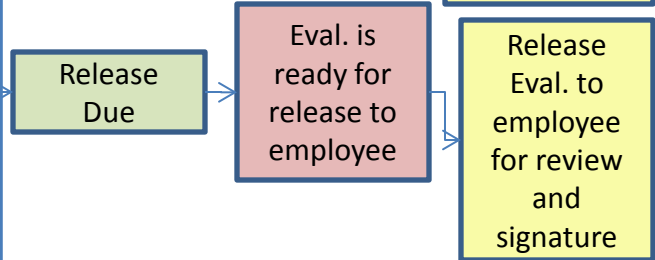 Release
Due
Eval. is
ready for
release to
employee
Release
Eval. to
employee
for review
and
signature